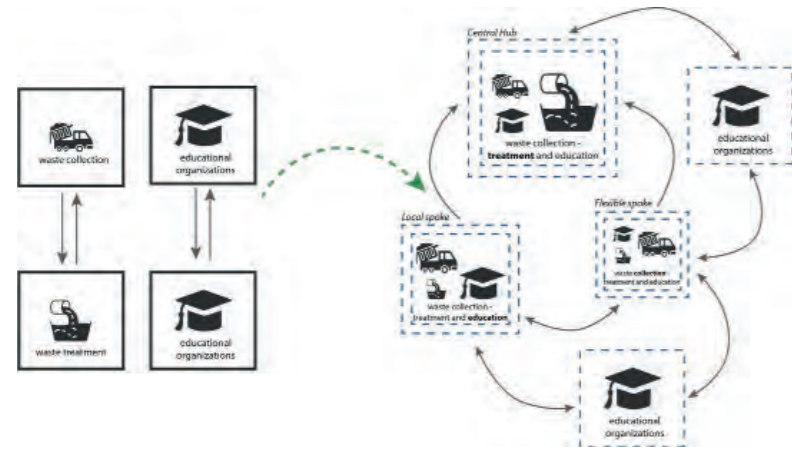 Central Hub
waste collection -
treatment and education
educational
organizations
waste collection
educational
organizations
Local spoke
waste collection -
treatment and education
Flexible spoke
waste collection -
treatment and education
waste treatment
educational
organizations
educational
organizations